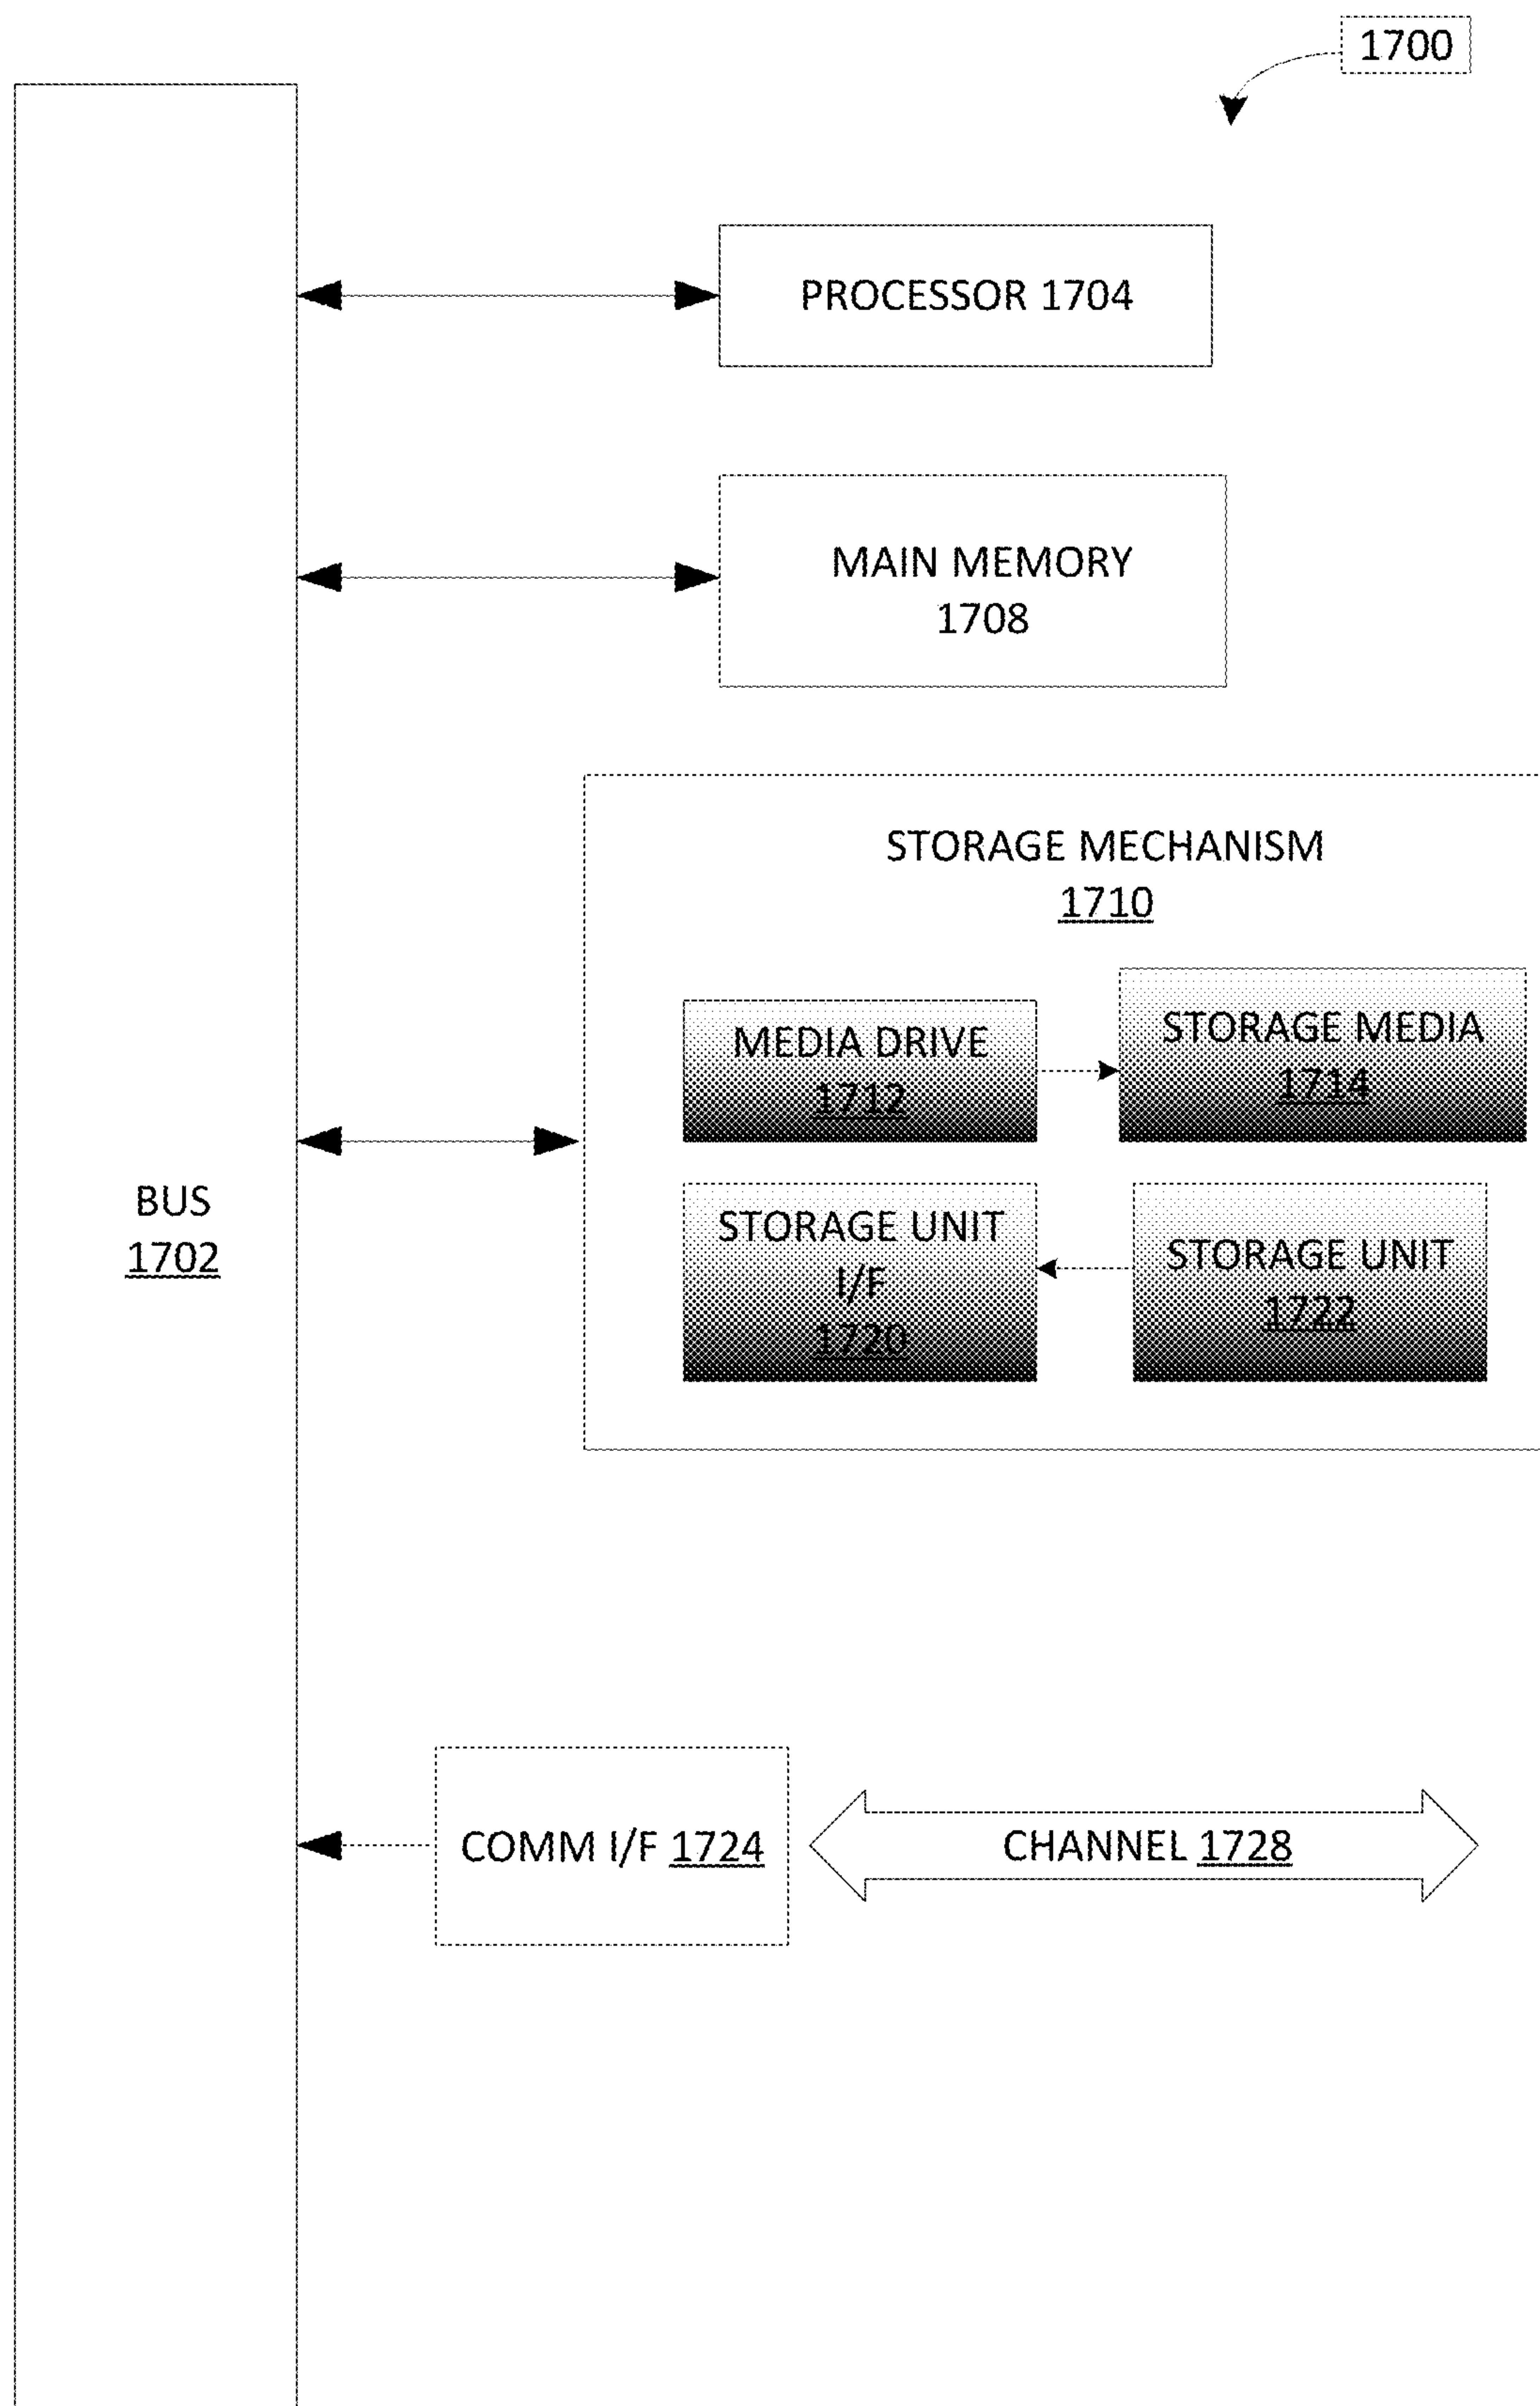 1700
PROCESSOR 1704
MAIN MEMORY
1708
STORAGE MECHANISM
1710
MEDIA DRIVE
1712
STORAGE MEDIA
1714
BUS
1702
STORAGE UNIT
I/F
1720
STORAGE UNIT
1722
COMM I/F 1724
CHANNEL 1728